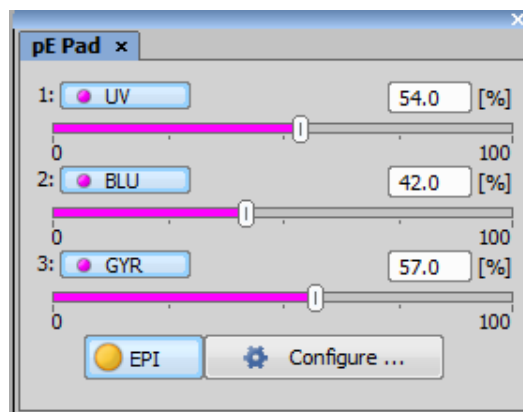 pE Pad ×
1: UV 54.0 [%]
0 100
2: BLU 42.0 [%]
0 100
3: GYR 57.0 [%]
0 100
EPI Configure ...